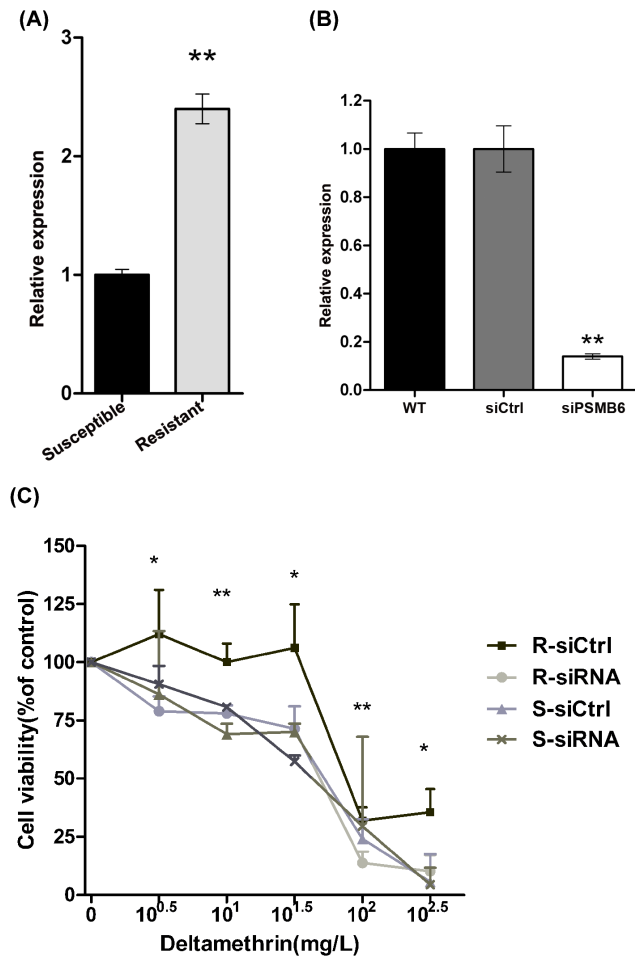 (A)
3
2
1
0
Relative expression
**
Susceptible
Resistant
(B)
1.2
1.0
0.8
0.6
0.4
0.2
0.0
Relative expression
**
WT siCtrl siPSMB6
(C)
150
125
100
75
50
25
0
Cell viability(%of control)
* ** * ** *
0 10^0.5 10^1 10^1.5 10^2 10^2.5
Deltamethrin(mg/L)
R-siCtrl
R-siRNA
S-siCtrl
S-siRNA